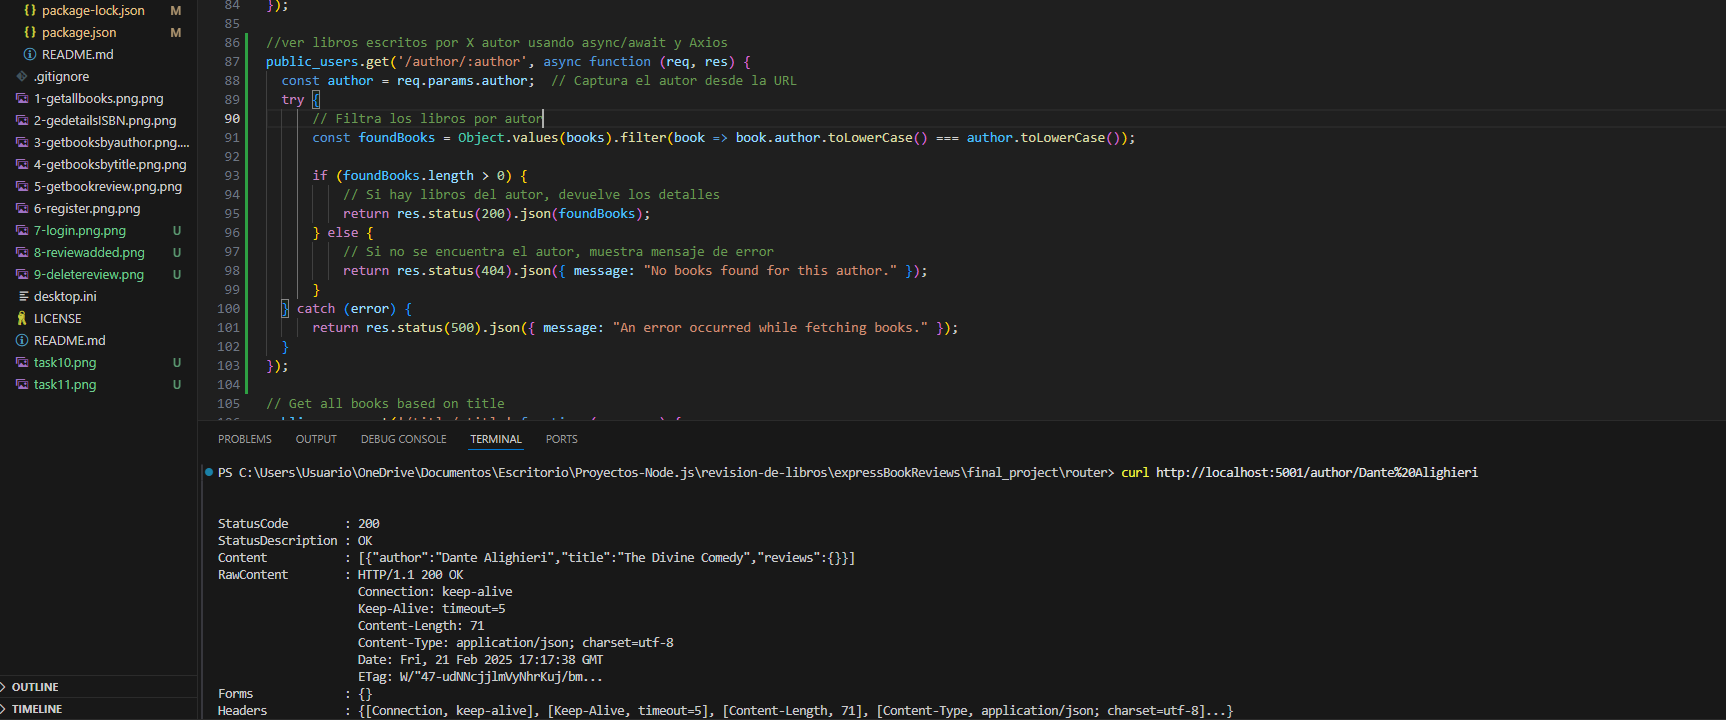 package-lock.json M
package.json M
README.md
.gitignore
1-getallbooks.png.png
2-gedetailsISBN.png.png
3-getbooksbyauthor.png....
4-getbooksbytitle.png.png
5-getbookreview.png.png
6-register.png.png
7-login.png.png U
8-reviewadded.png U
9-deletereview.png U
desktop.ini
LICENSE
README.md
task10.png U
task11.png U
OUTLINE
TIMELINE
84 });
85
86 //ver libros escritos por X autor usando async/await y Axios
87 public_users.get('/author/:author', async function (req, res) {
88 const author = req.params.author; // Captura el autor desde la URL
89 try {
90 // Filtra los libros por autor
91 const foundBooks = Object.values(books).filter(book => book.author.toLowerCase() === author.toLowerCase());
92
93 if (foundBooks.length > 0) {
94 // Si hay libros del autor, devuelve los detalles
95 return res.status(200).json(foundBooks);
96 } else {
97 // Si no se encuentra el autor, muestra mensaje de error
98 return res.status(404).json({ message: "No books found for this author." });
99 }
100 } catch (error) {
101 return res.status(500).json({ message: "An error occurred while fetching books." });
102 }
103 });
104
105 // Get all books based on title
PROBLEMS OUTPUT DEBUG CONSOLE TERMINAL PORTS
PS C:\Users\Usuario\OneDrive\Documentos\Escritorio\Proyectos-Node.js\revision-de-libros\expressBookReviews\final_project\router> curl http://localhost:5001/author/Dante%20Alighieri
StatusCode : 200
StatusDescription : OK
Content : [{"author":"Dante Alighieri","title":"The Divine Comedy","reviews":{}}]
RawContent : HTTP/1.1 200 OK
Connection: keep-alive
Keep-Alive: timeout=5
Content-Length: 71
Content-Type: application/json; charset=utf-8
Date: Fri, 21 Feb 2025 17:17:38 GMT
ETag: W/"47-udNNcjjlmVyNhrKuj/bm...
Forms : {}
Headers : {[Connection, keep-alive], [Keep-Alive, timeout=5], [Content-Length, 71], [Content-Type, application/json; charset=utf-8]...}